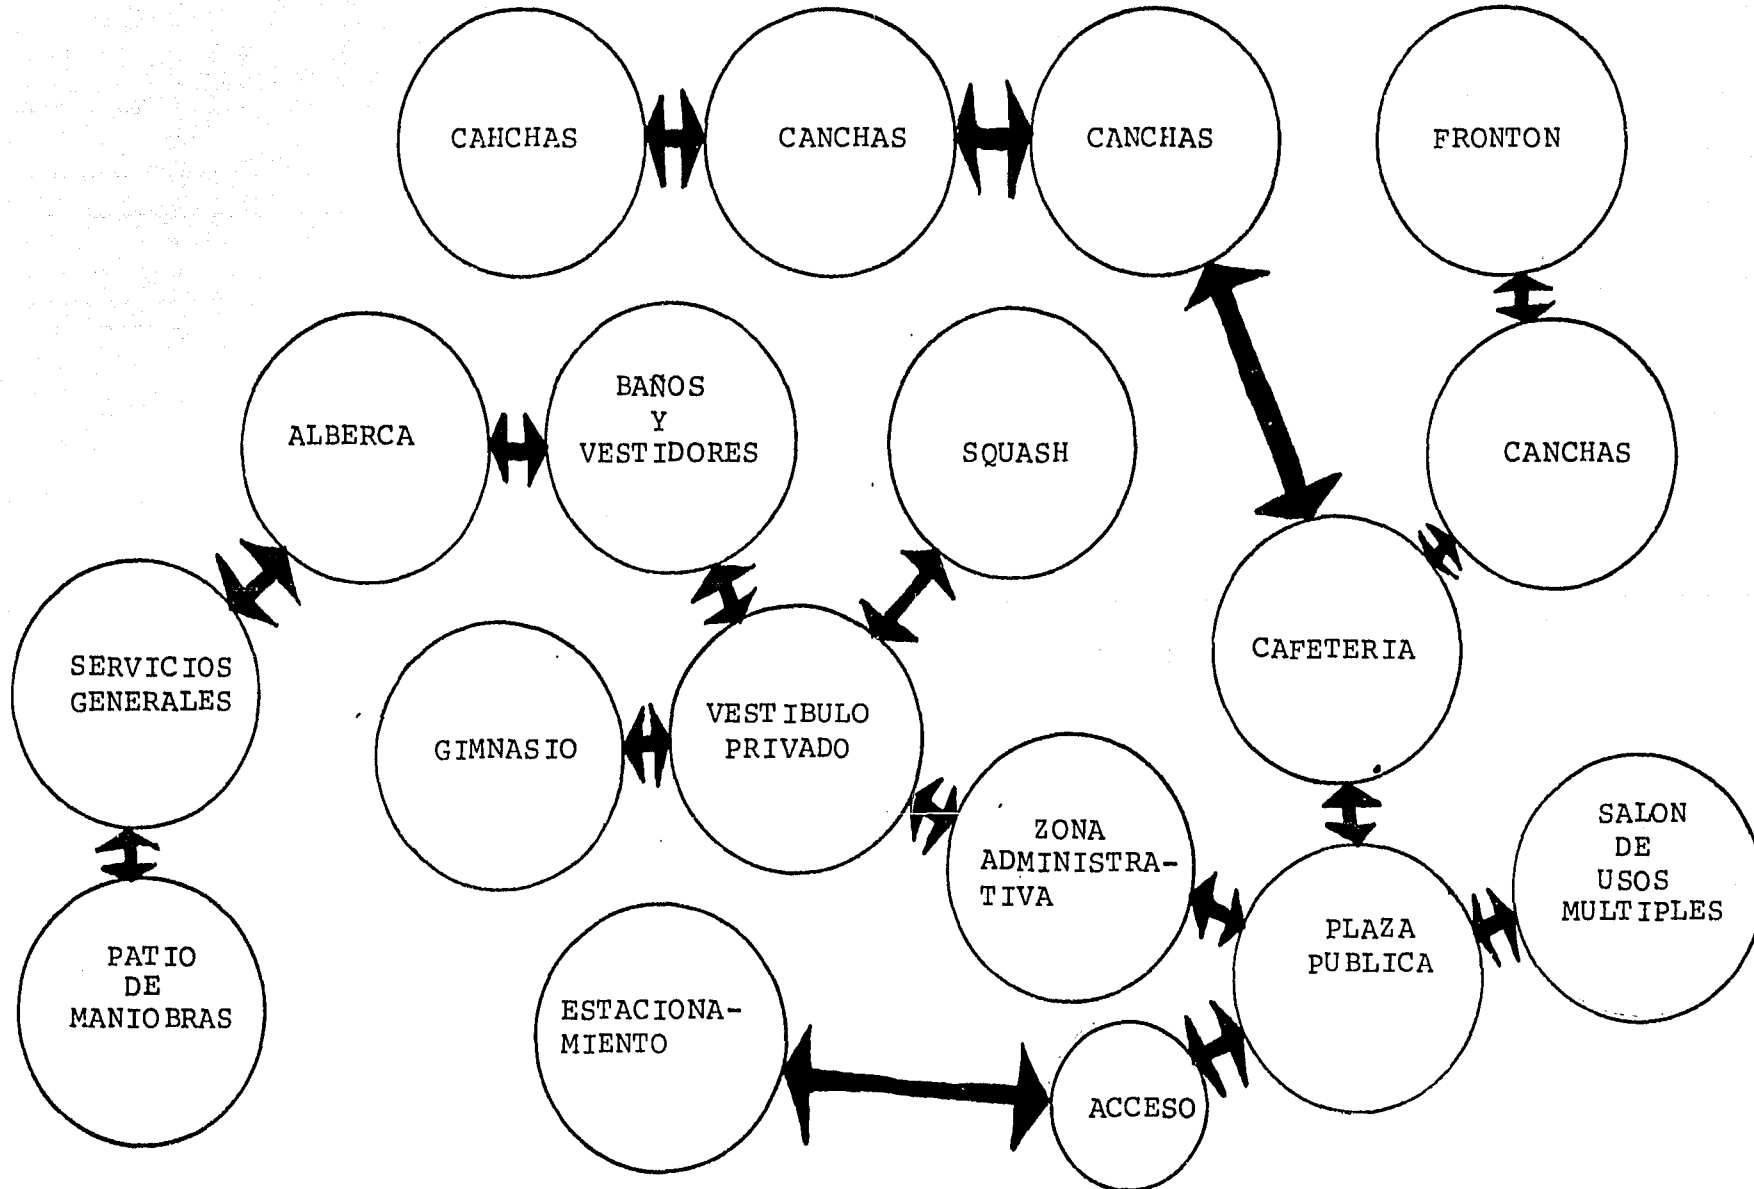 CAHCHAS
CANCHAS
CANCHAS
FRONTON
ALBERCA
BAÑOS
Y
VESTIDORES
SQUASH
CANCHAS
SERVICIOS
GENERALES
GIMNASIO
VESTIBULO
PRIVADO
CAFETERIA
ZONA
ADMINISTRA-
TIVA
SALON
DE
USOS
MULTIPLES
PLAZA
PUBLICA
PATIO
DE
MANIOBRAS
ESTACIONA-
MIENTO
ACCESO